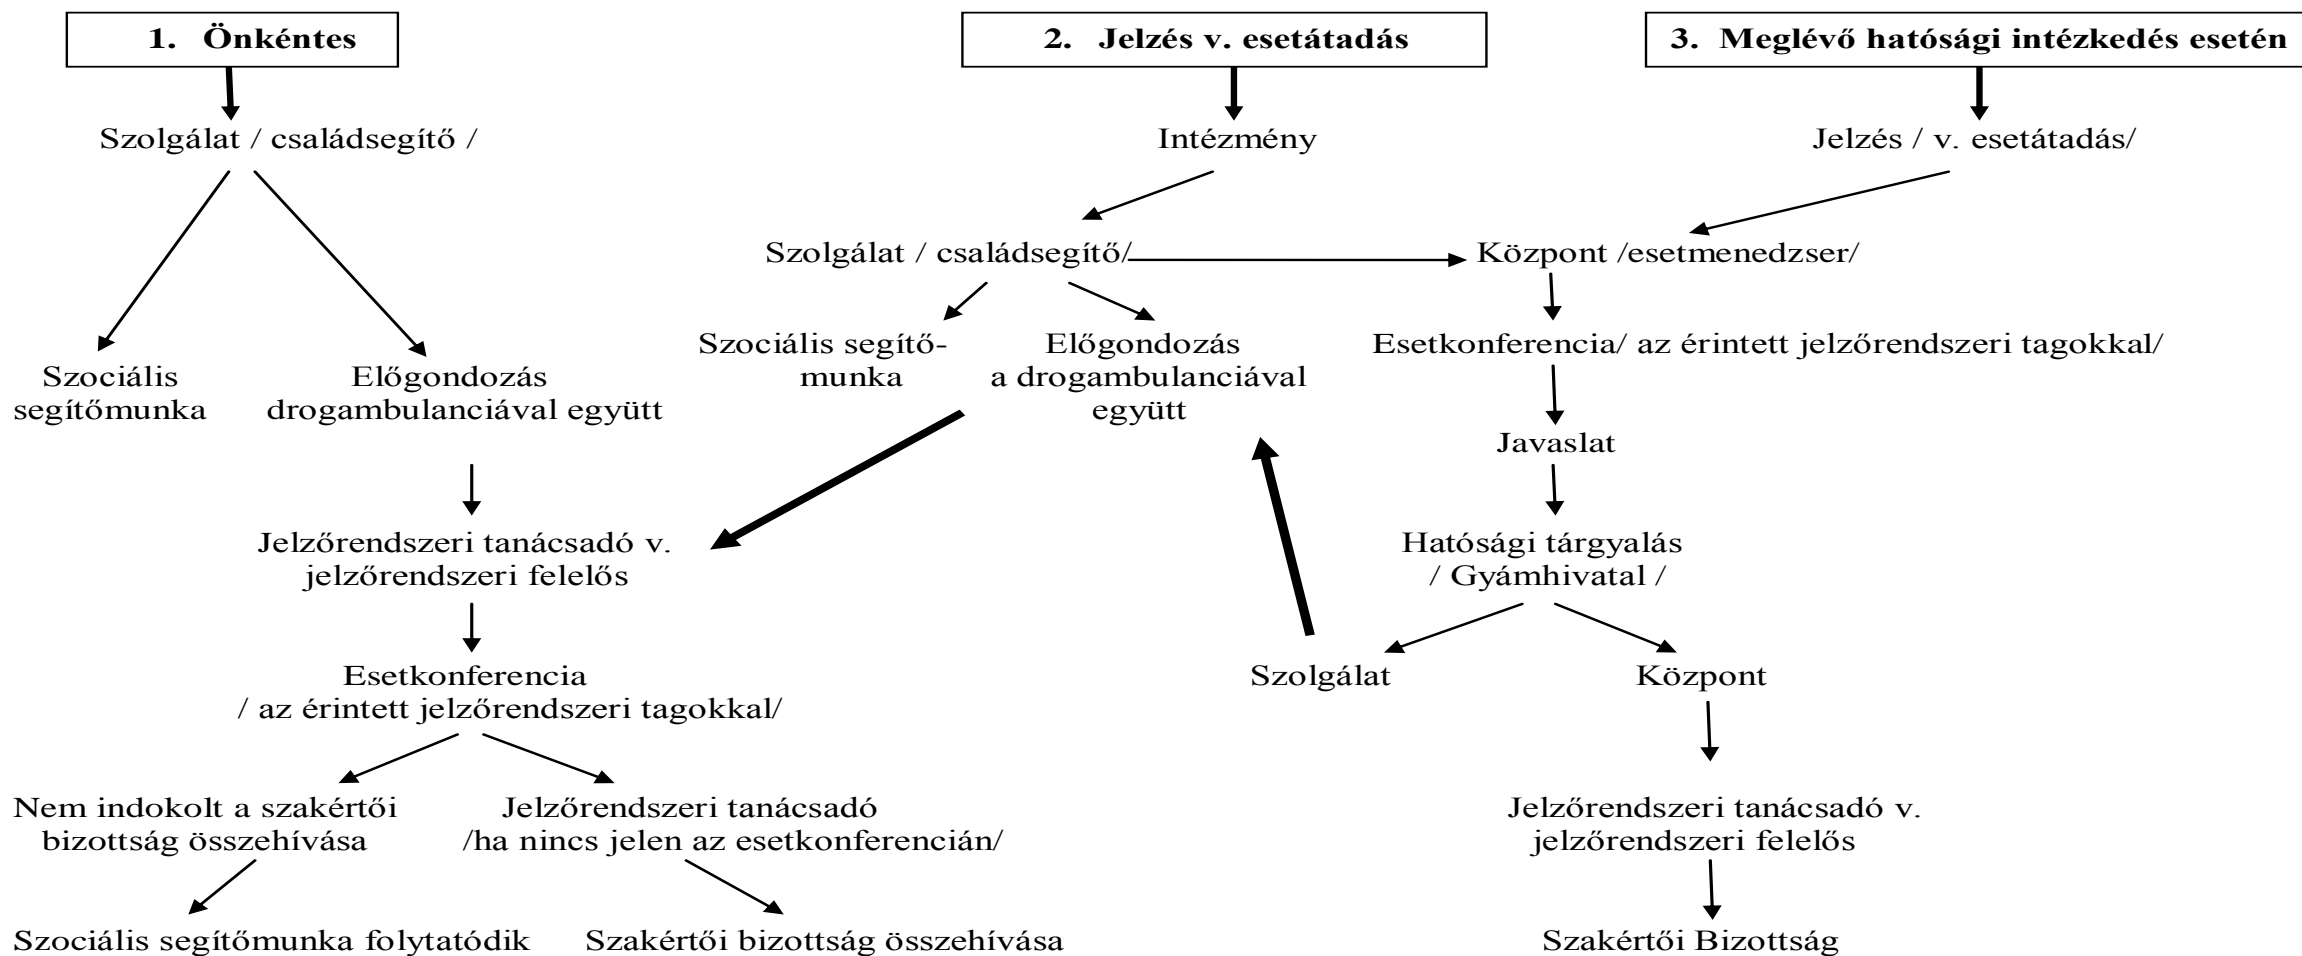 1. Önkéntes
2. Jelzés v. esetátadás
3. Meglévő hatósági intézkedés esetén
Szolgálat / családsegítő /
Intézmény
Jelzés / v. esetátadás/
Szolgálat / családsegítő/
Központ /esetmenedzser/
Szociális segítő-
munka
Előgondozás
a drogambulanciával
együtt
Esetkonferencia/ az érintett jelzőrendszeri tagokkal/
Szociális
segítőmunka
Előgondozás
drogambulanciával együtt
Javaslat
Jelzőrendszeri tanácsadó v.
jelzőrendszeri felelős
Hatósági tárgyalás
/ Gyámhivatal /
Esetkonferencia
/ az érintett jelzőrendszeri tagokkal/
Szolgálat
Központ
Nem indokolt a szakértői
bizottság összehívása
Jelzőrendszeri tanácsadó
/ha nincs jelen az esetkonferencián/
Jelzőrendszeri tanácsadó v.
jelzőrendszeri felelős
Szociális segítőmunka folytatódik
Szakértői bizottság összehívása
Szakértői Bizottság